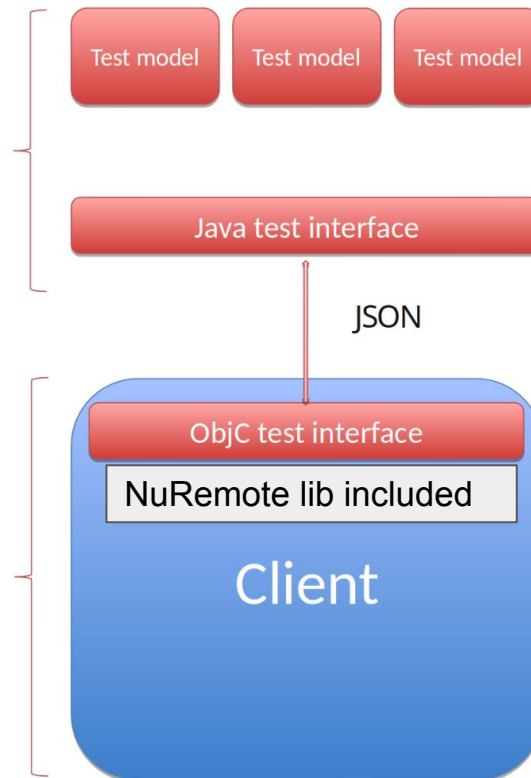 Test model Test model Test model
Java test interface
JSON
ObjC test interface
NuRemote lib included
Client